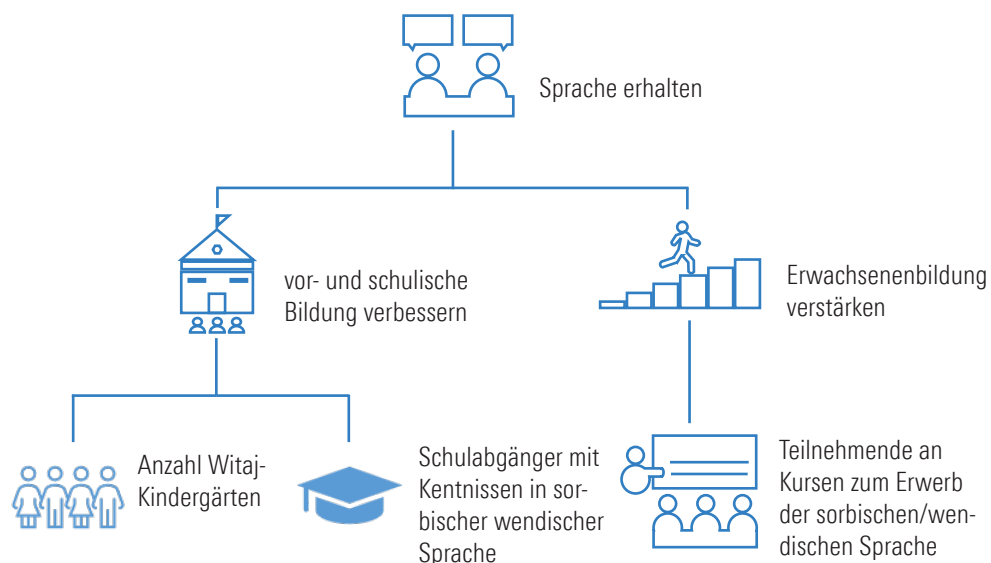 Sprache erhalten
vor- und schulische
Bildung verbessern
Erwachsenenbildung
verstärken
Anzahl Witaj-
Kindergärten
Schulabgänger mit
Kentnissen in sor-
bischer wendischer
Sprache
Teilnehmende an
Kursen zum Erwerb
der sorbischen/wen-
dischen Sprache